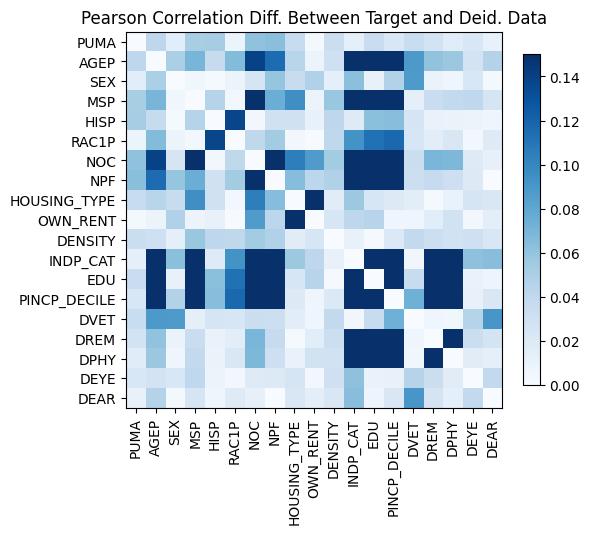 Pearson Correlation Diff. Between Target and Deid. Data
PUMA
AGEP
SEX
MSP
HISP
RAC1P
NOC
NPF
HOUSING_TYPE
OWN_RENT
DENSITY
INDP_CAT
EDU
PINCP_DECILE
DVET
DREM
DPHY
DEYE
DEAR
PUMA
AGEP
SEX
MSP
HISP
RAC1P
NOC
NPF
HOUSING_TYPE
OWN_RENT
DENSITY
INDP_CAT
EDU
PINCP_DECILE
DVET
DREM
DPHY
DEYE
DEAR
0.14
0.12
0.10
0.08
0.06
0.04
0.02
0.00